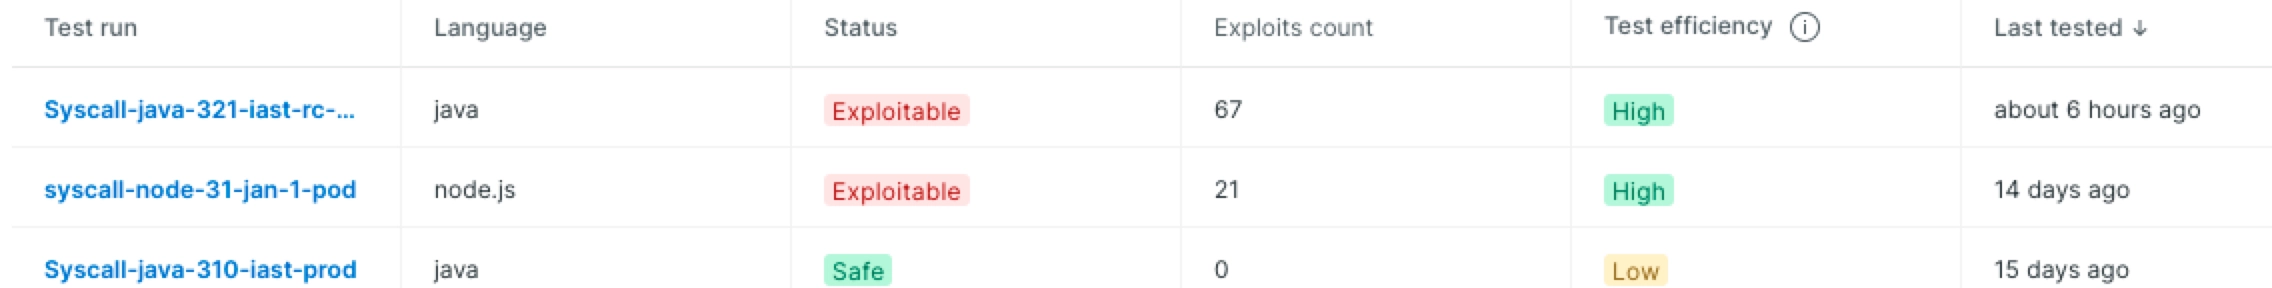 Test run Language Status Exploits count Test efficiency Last tested ↓
Syscall-java-321-iast-rc-... java Exploitable 67 High about 6 hours ago
syscall-node-31-jan-1-pod node.js Exploitable 21 High 14 days ago
Syscall-java-310-iast-prod java Safe 0 Low 15 days ago